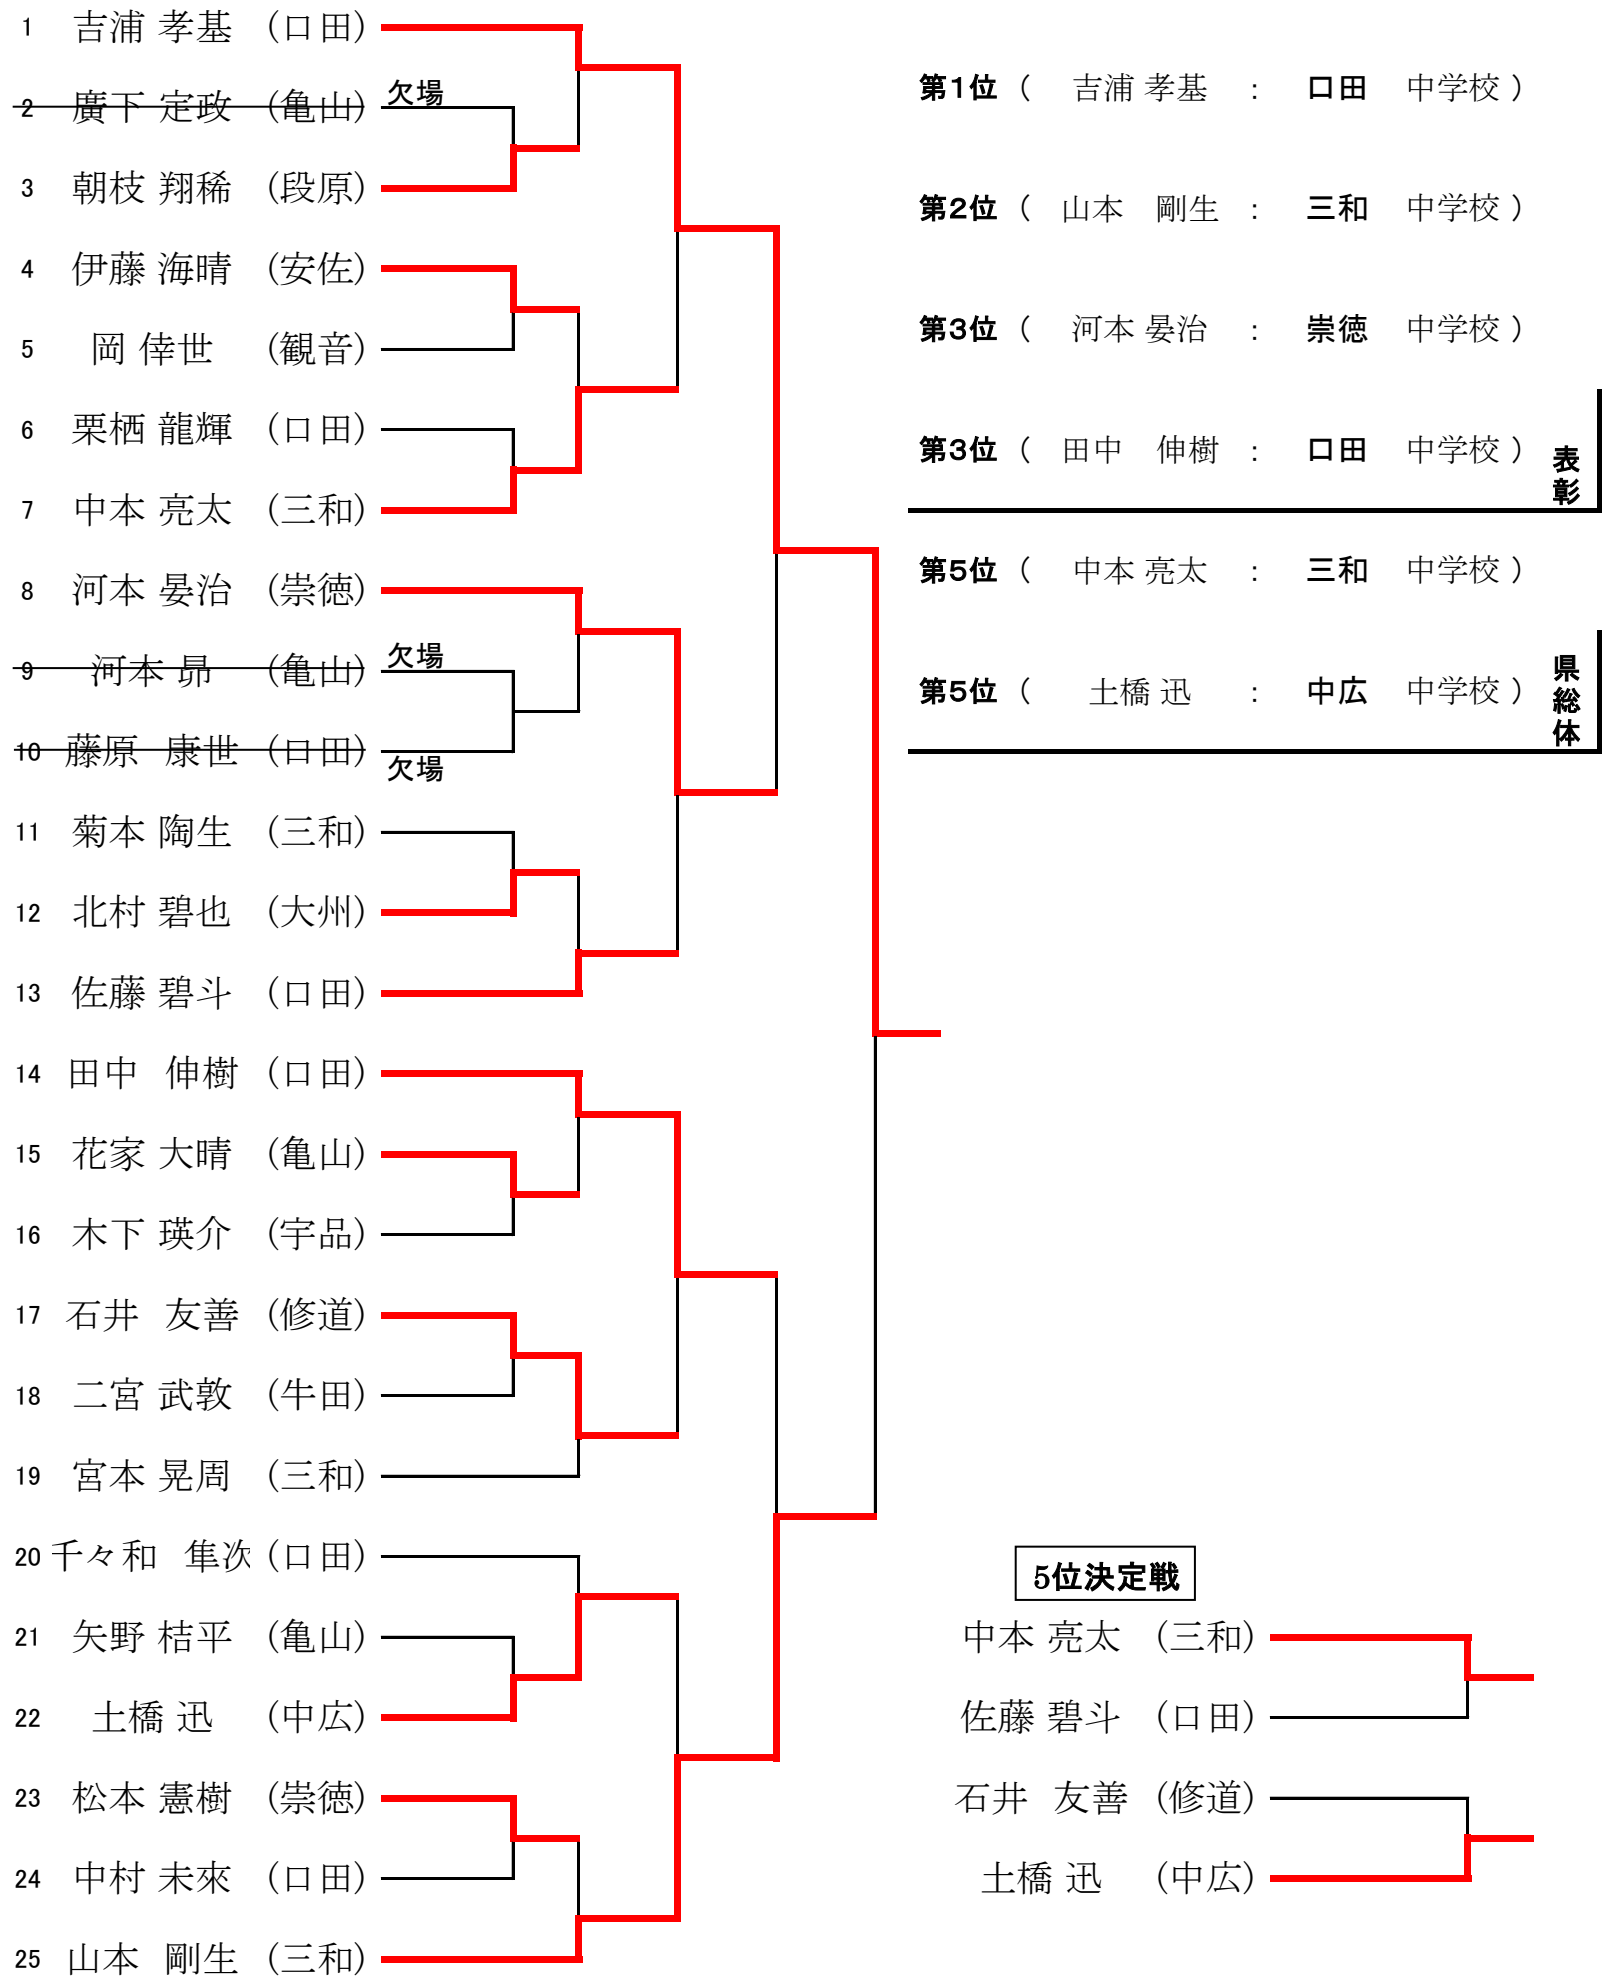 1 吉浦 孝基 (口田)
2 廣下 定政 (亀山) 欠場
3 朝枝 翔稀 (段原)
4 伊藤 海晴 (安佐)
5 岡 倖世 (観音)
6 栗栖 龍輝 (口田)
7 中本 亮太 (三和)
8 河本 晏治 (崇徳)
9 河本 昴 (亀山) 欠場
10 藤原 康世 (口田) 欠場
11 菊本 陶生 (三和)
12 北村 碧也 (大州)
13 佐藤 碧斗 (口田)
14 田中 伸樹 (口田)
15 花家 大晴 (亀山)
16 木下 瑛介 (宇品)
17 石井 友善 (修道)
18 二宮 武敦 (牛田)
19 宮本 晃周 (三和)
20 千々和 隼次 (口田)
21 矢野 桔平 (亀山)
22 土橋 迅 (中広)
23 松本 憲樹 (崇徳)
24 中村 未來 (口田)
25 山本 剛生 (三和)
第1位 ( 吉浦 孝基 : 口田 中学校 )
第2位 ( 山本 剛生 : 三和 中学校 )
第3位 ( 河本 晏治 : 崇徳 中学校 )
第3位 ( 田中 伸樹 : 口田 中学校 )
表彰
第5位 ( 中本 亮太 : 三和 中学校 )
第5位 ( 土橋 迅 : 中広 中学校 )
県総体
5位決定戦
中本 亮太 (三和)
佐藤 碧斗 (口田)
石井 友善 (修道)
土橋 迅 (中広)